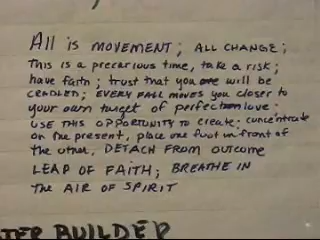 All is MOVEMENT; ALL CHANGE;
This is a precarious time, take a risk;
have faith; trust that you are will be
CRADLED; EVERY FALL MOVES YOU CLOSER TO
your own target of perfection love.
USE THIS OPPORTUNITY to create. concentrate
on the present, place one foot in front of
the other, DETACH FROM OUTCOME
LEAP OF FAITH; BREATHE IN
the AIR OF SPIRIT
BUILDER